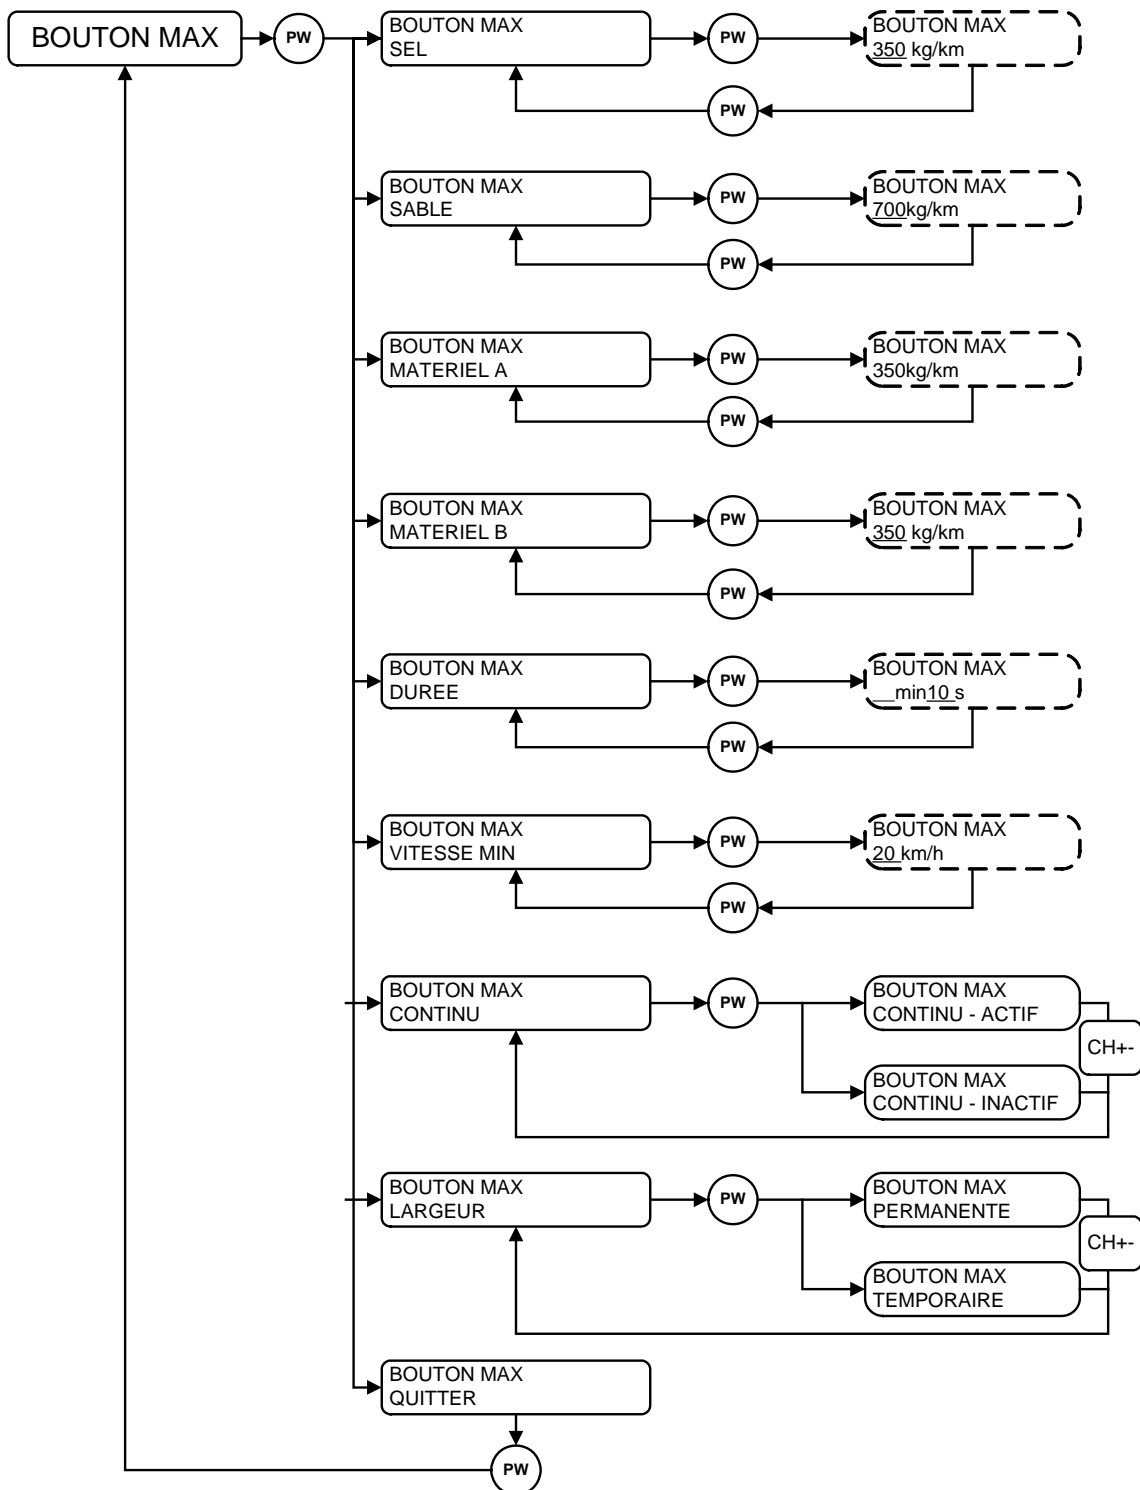 BOUTON MAX
PW
BOUTON MAX
SEL
PW
BOUTON MAX
350 kg/km
PW
BOUTON MAX
SABLE
PW
BOUTON MAX
700kg/km
PW
BOUTON MAX
MATERIEL A
PW
BOUTON MAX
350kg/km
PW
BOUTON MAX
MATERIEL B
PW
BOUTON MAX
350 kg/km
PW
BOUTON MAX
DUREE
PW
BOUTON MAX
__min10 s
PW
BOUTON MAX
VITESSE MIN
PW
BOUTON MAX
20 km/h
PW
BOUTON MAX
CONTINU
PW
BOUTON MAX
CONTINU - ACTIF
CH+-
BOUTON MAX
CONTINU - INACTIF
BOUTON MAX
LARGEUR
PW
BOUTON MAX
PERMANENTE
CH+-
BOUTON MAX
TEMPORAIRE
BOUTON MAX
QUITTER
PW